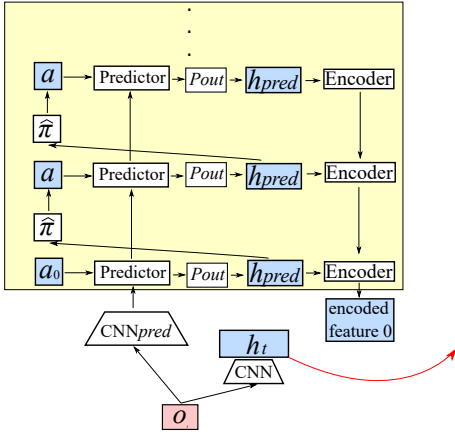 .
.
.
a Predictor Pout hpred Encoder
π̂
a Predictor Pout hpred Encoder
π̂
a₀ Predictor Pout hpred Encoder
encoded
feature 0
CNNpred
hₜ
CNN
o